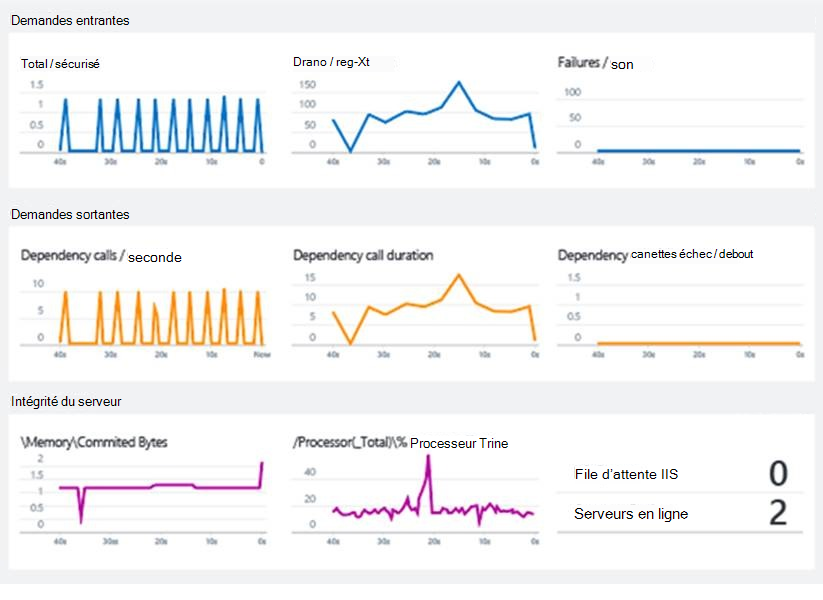 Demandes entrantes
Total / sécurisé
Drano / reg-Xt
Failures / son
1.5
1
0.5
0
40s
30s
20s
10s
0
150
100
50
0
40s
30s
20s
10s
0s
100
50
0
40s
30s
20s
10s
0s
Demandes sortantes
Dependency calls / seconde
Dependency call duration
Dependency canettes échec / debout
10
5
0
40s
30s
20s
10s
Now
15
10
5
0
40s
30s
20s
10s
0s
1.5
1
0.5
0
40s
30s
20s
10s
0s
Intégrité du serveur
\Memory\Commited Bytes
/Processor(_Total)\% Processeur Trine
2
1.5
1
0.5
0
40s
30s
20s
10s
0s
40
20
0
40s
30s
20s
10s
0s
File d'attente IIS 0
Serveurs en ligne 2